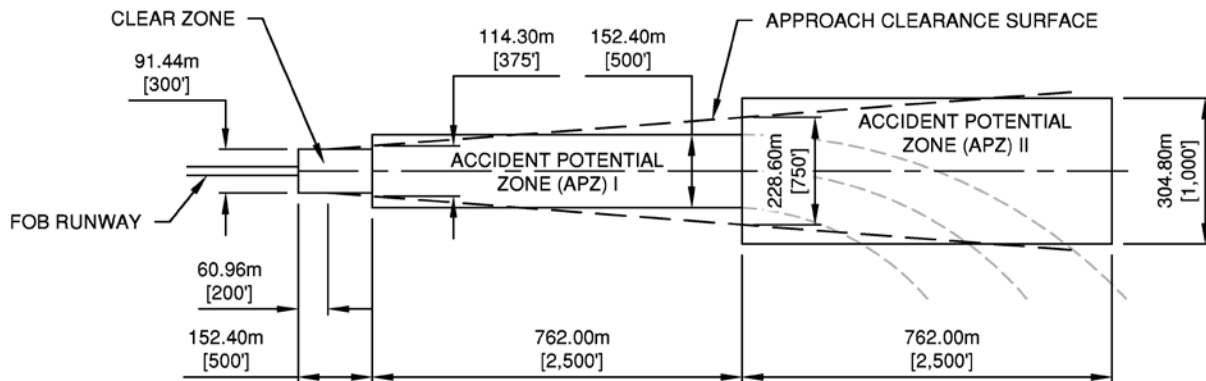 CLEAR ZONE
APPROACH CLEARANCE SURFACE
91.44m
[300']
114.30m
[375']
152.40m
[500']
ACCIDENT POTENTIAL
ZONE (APZ) I
228.60m
[750']
ACCIDENT POTENTIAL
ZONE (APZ) II
304.80m
[1,000']
FOB RUNWAY
60.96m
[200']
152.40m
[500']
762.00m
[2,500']
762.00m
[2,500']